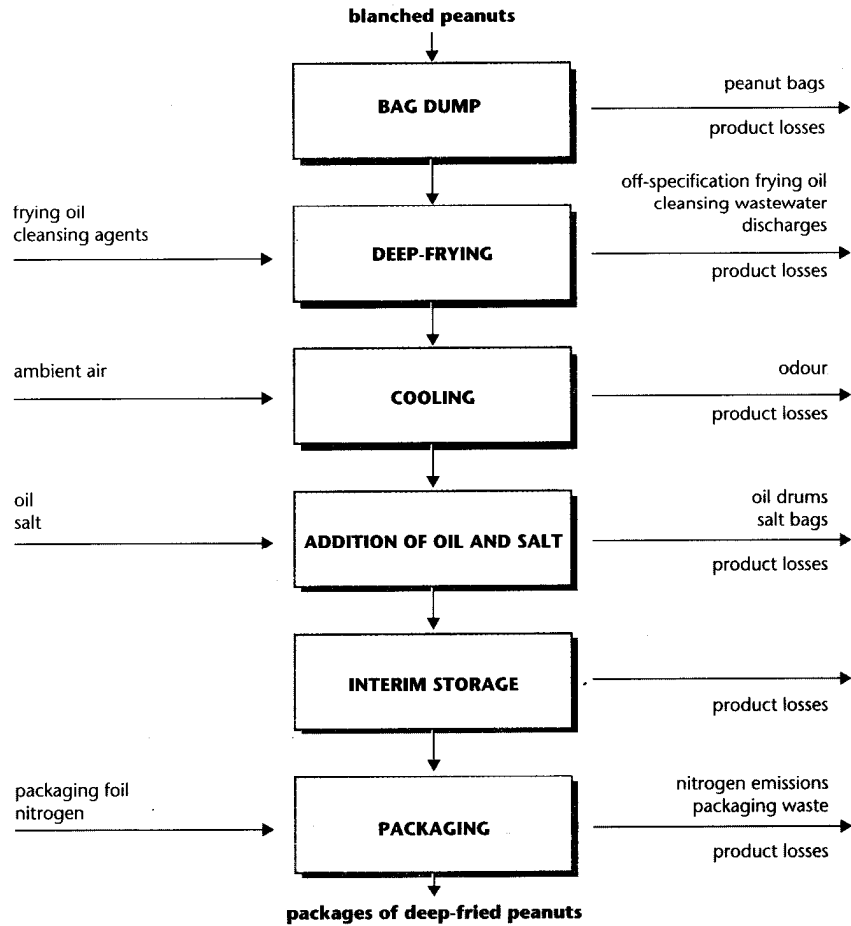 blanched peanuts
BAG DUMP
peanut bags
product losses
frying oil
cleansing agents
DEEP-FRYING
off-specification frying oil
cleansing wastewater
discharges
product losses
ambient air
COOLING
odour
product losses
oil
salt
ADDITION OF OIL AND SALT
oil drums
salt bags
product losses
INTERIM STORAGE
product losses
packaging foil
nitrogen
PACKAGING
nitrogen emissions
packaging waste
product losses
packages of deep-fried peanuts